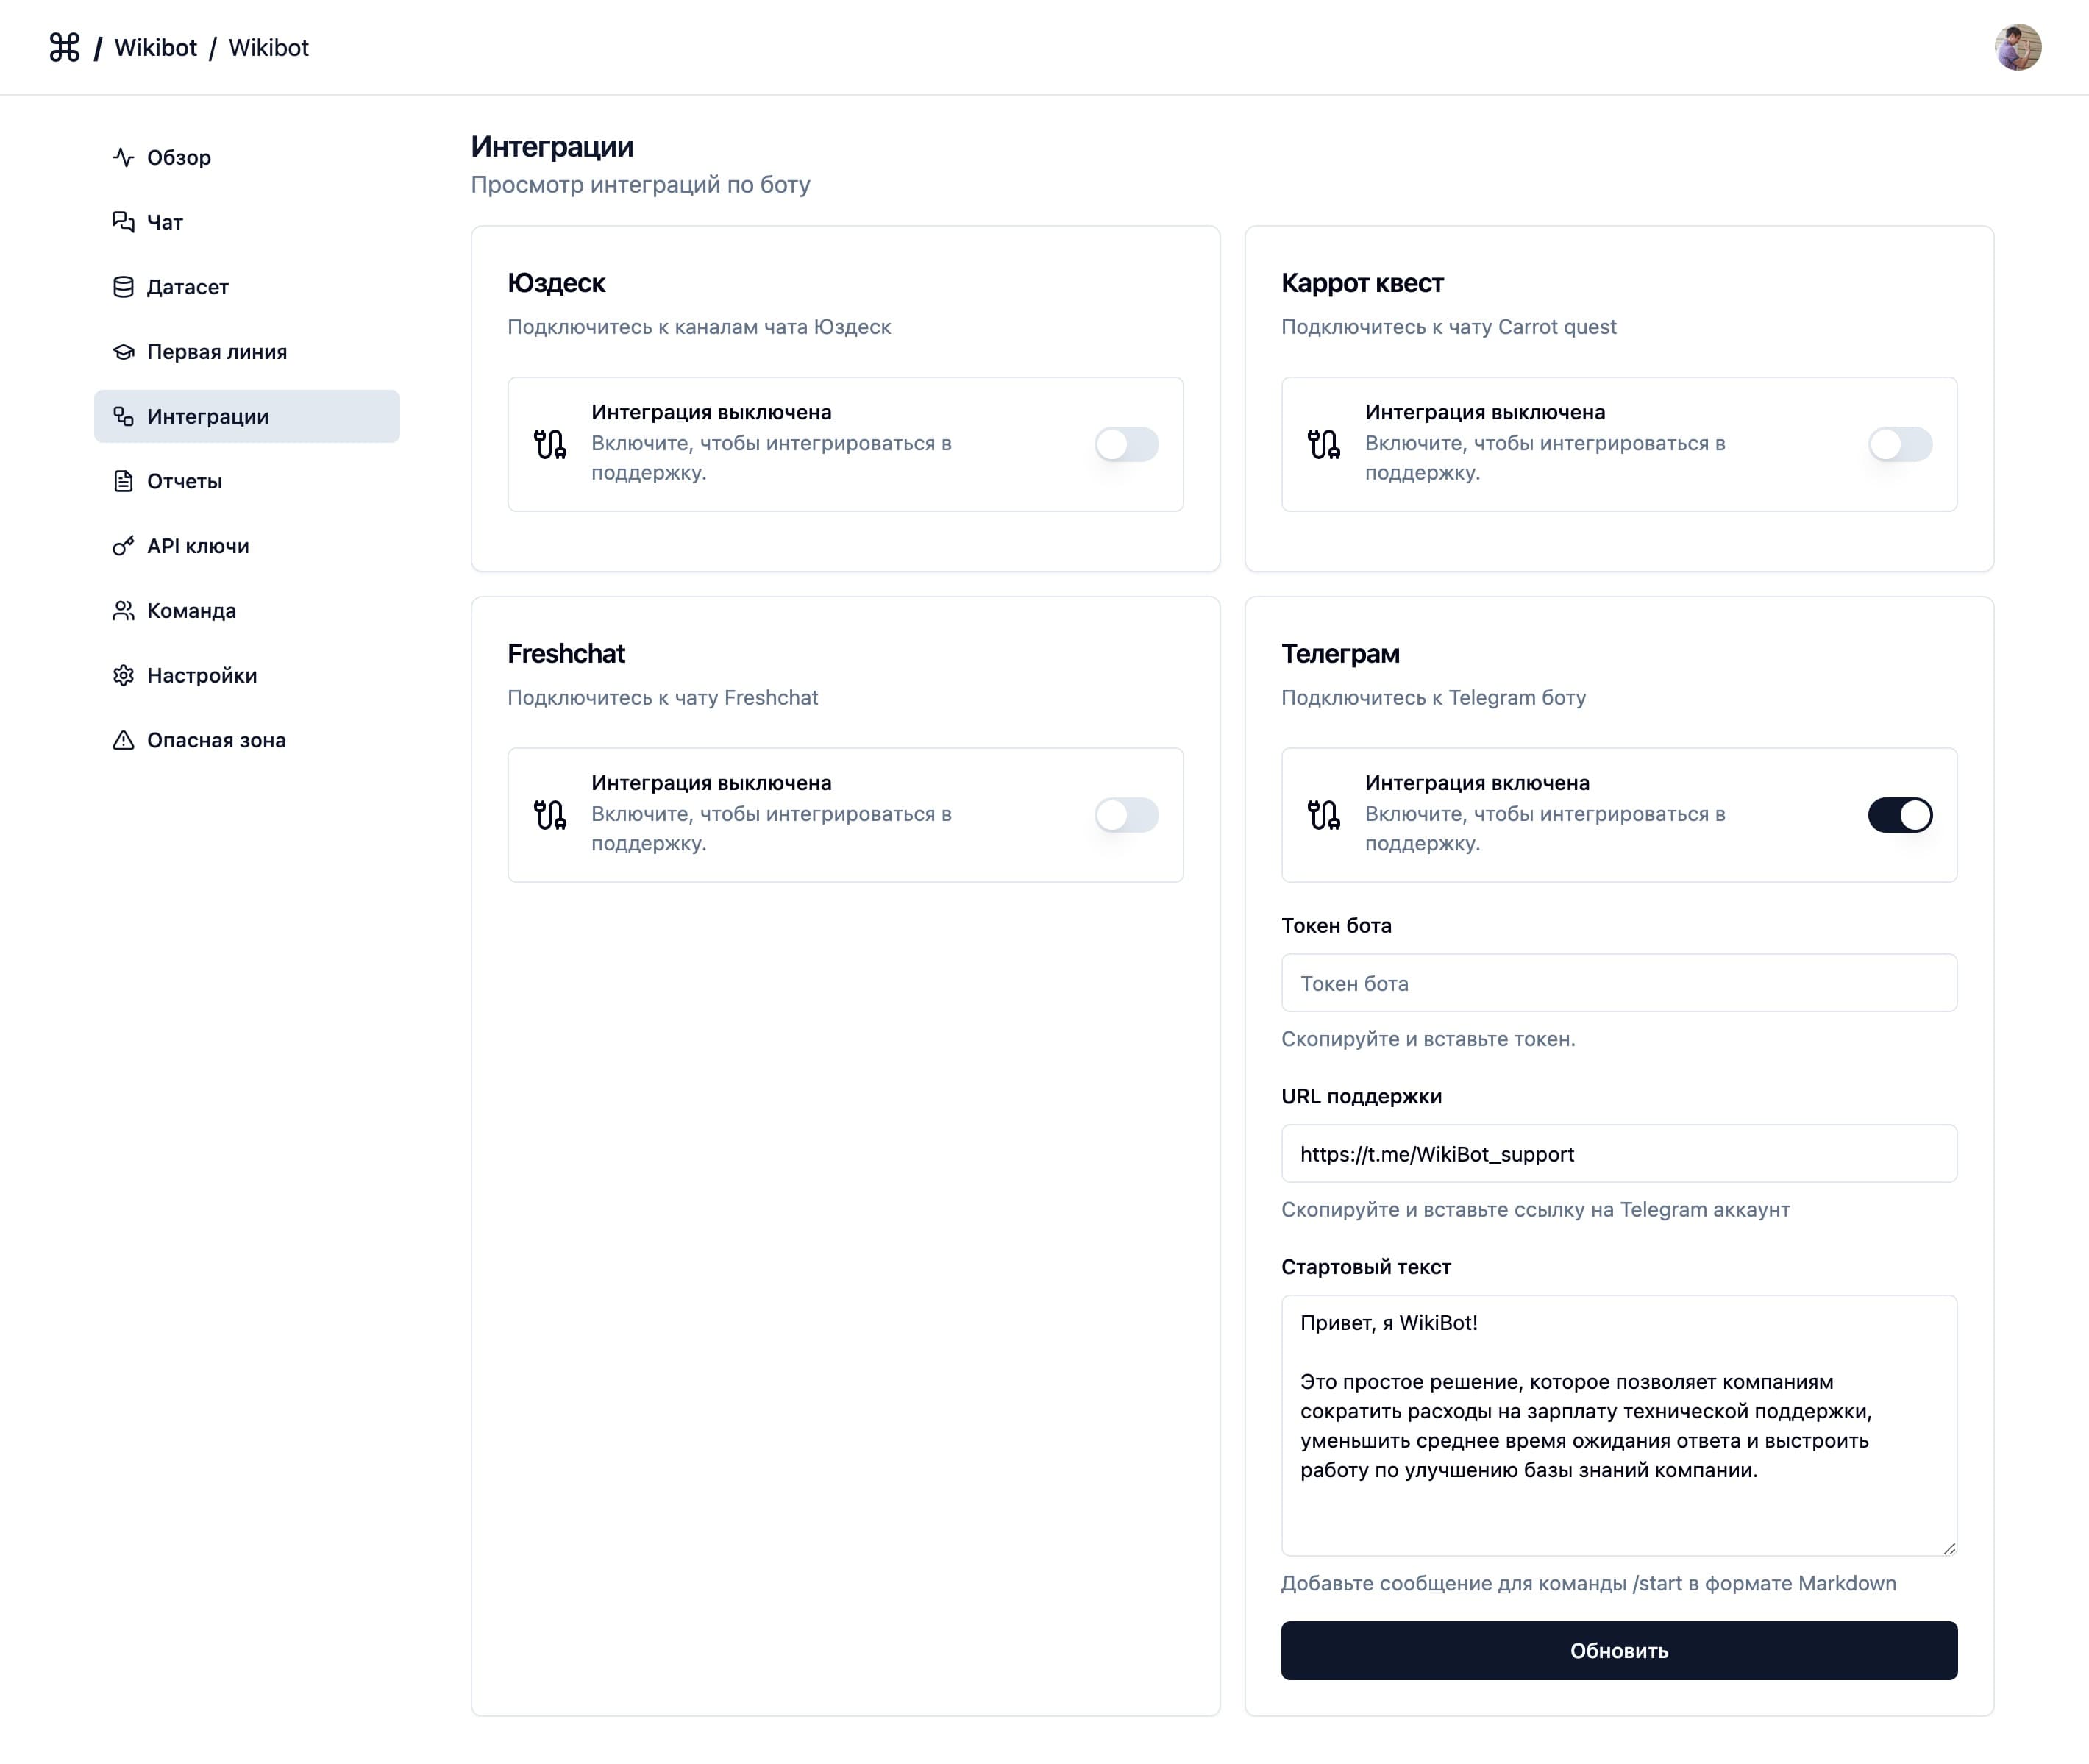 / Wikibot / Wikibot
Обзор
Чат
Датасет
Первая линия
Интеграции
Отчеты
API ключи
Команда
Настройки
Опасная зона
Интеграции
Просмотр интеграций по боту
Юздеск
Подключитесь к каналам чата Юздеск
Интеграция выключена
Включите, чтобы интегрироваться в
поддержку.
Каррот квест
Подключитесь к чату Carrot quest
Интеграция выключена
Включите, чтобы интегрироваться в
поддержку.
Freshchat
Подключитесь к чату Freshchat
Интеграция выключена
Включите, чтобы интегрироваться в
поддержку.
Телеграм
Подключитесь к Telegram боту
Интеграция включена
Включите, чтобы интегрироваться в
поддержку.
Токен бота
Токен бота
Скопируйте и вставьте токен.
URL поддержки
https://t.me/WikiBot_support
Скопируйте и вставьте ссылку на Telegram аккаунт
Стартовый текст
Привет, я WikiBot!
Это простое решение, которое позволяет компаниям
сократить расходы на зарплату технической поддержки,
уменьшить среднее время ожидания ответа и выстроить
работу по улучшению базы знаний компании.
Добавьте сообщение для команды /start в формате Markdown
Обновить